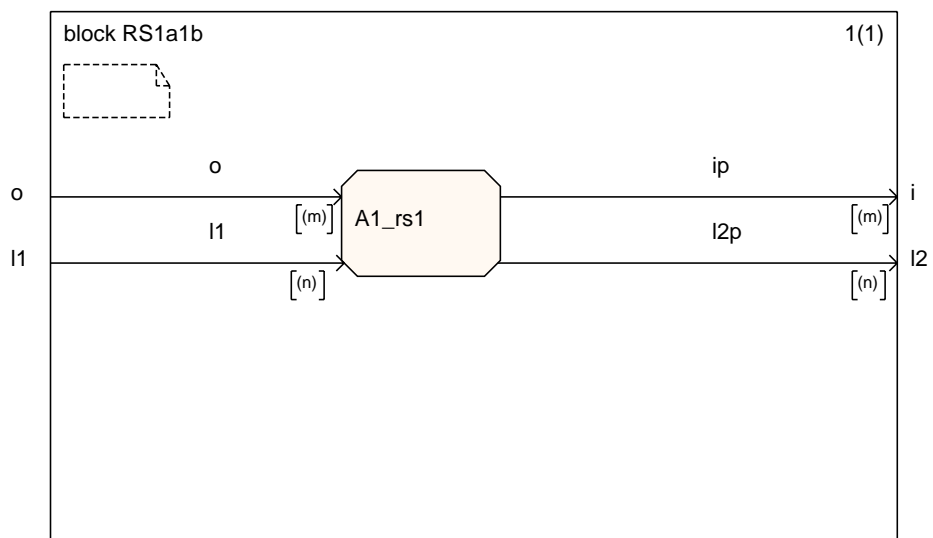 block RS1a1b 1(1)
o ip
o i
[(m)] A1_rs1 [(m)]
l1 l2p
l1 l2
[(n)] [(n)]